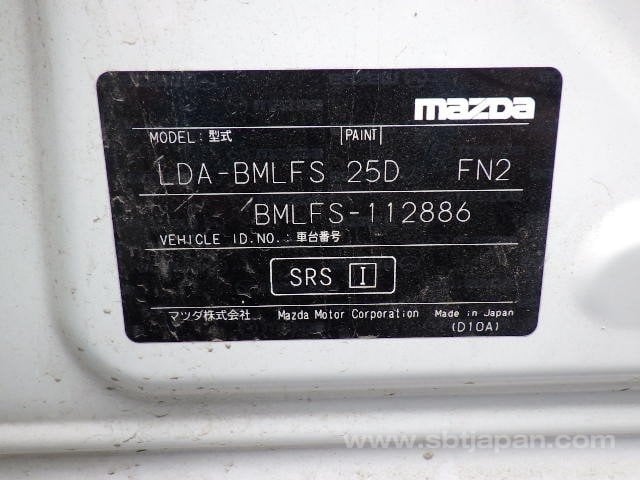 mazda
MODEL: 型式 PAINT
LDA-BMLFS 25D FN2
BMLFS-112886
VEHICLE ID.NO.: 車台番号
SRS I
マツダ株式会社 Mazda Motor Corporation Made in Japan
(D10A)
www.sbtjapan.com